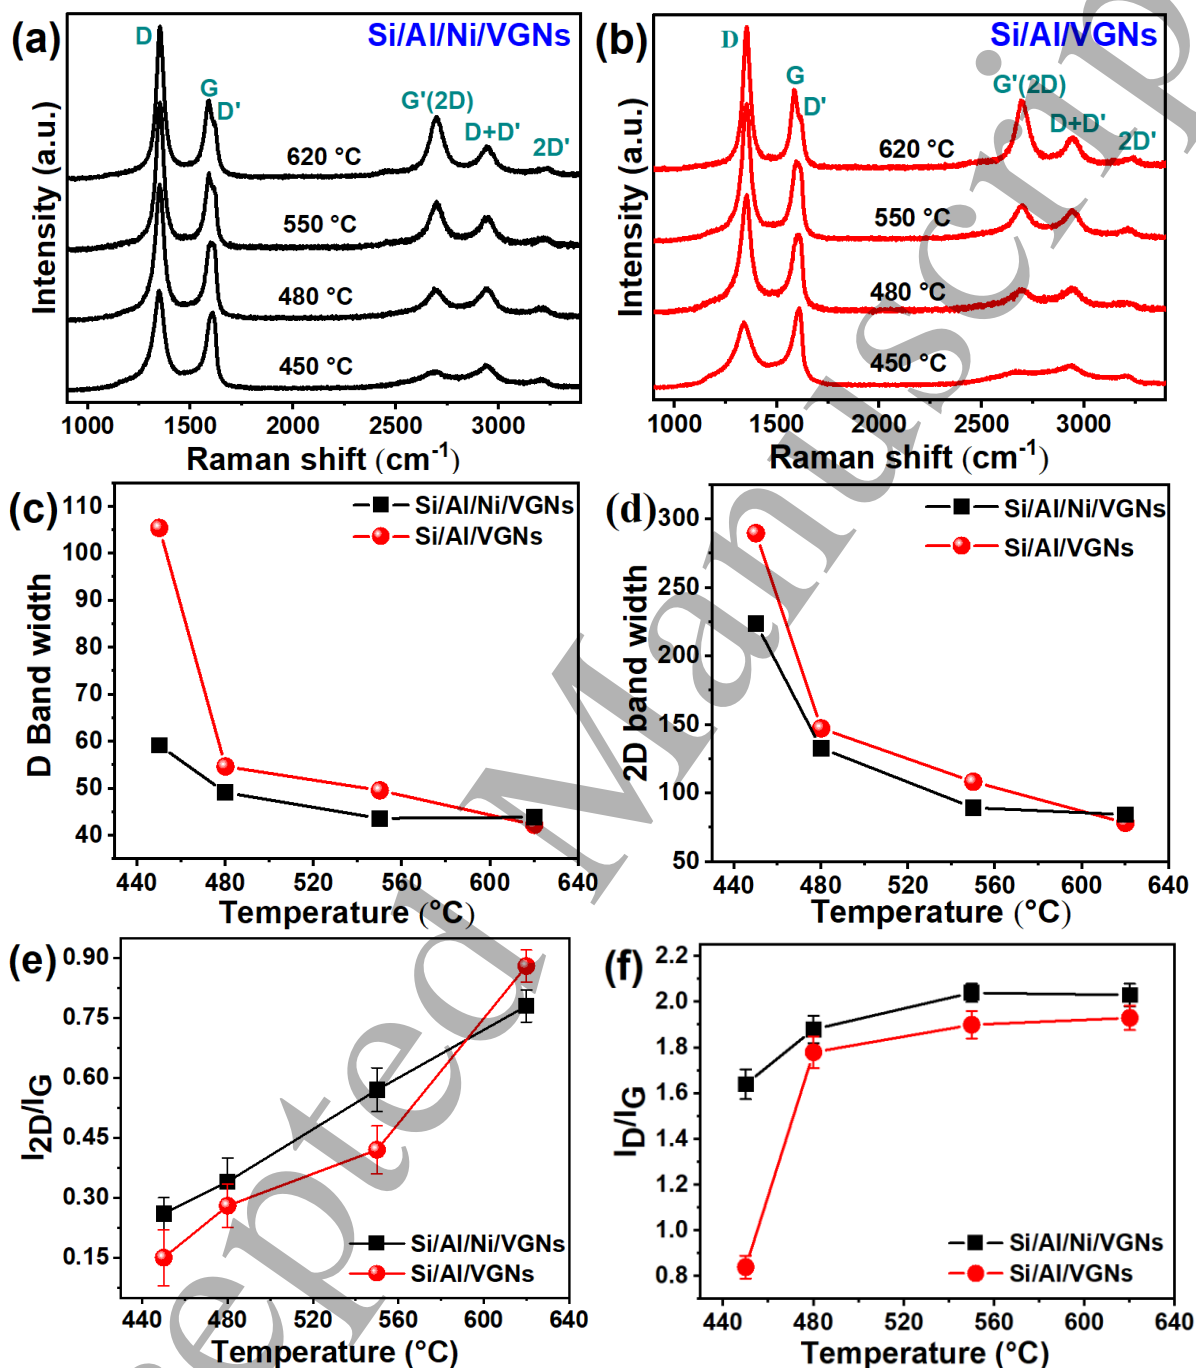 (a)
Si/Al/Ni/VGNs
D
G
D'
G'(2D)
D+D'
2D'
620 °C
550 °C
480 °C
450 °C
Intensity (a.u.)
1000 1500 2000 2500 3000
Raman shift (cm-1)
(b)
Si/Al/VGNs
D
G
D'
G'(2D)
D+D'
2D'
620 °C
550 °C
480 °C
450 °C
Intensity (a.u.)
1000 1500 2000 2500 3000
Raman shift (cm-1)
(c)
Si/Al/Ni/VGNs
Si/Al/VGNs
D Band width
110
100
90
80
70
60
50
40
440 480 520 560 600 640
Temperature (°C)
(d)
Si/Al/Ni/VGNs
Si/Al/VGNs
2D band width
300
250
200
150
100
50
440 480 520 560 600 640
Temperature (°C)
(e)
I2D/IG
0.90
0.75
0.60
0.45
0.30
0.15
Si/Al/Ni/VGNs
Si/Al/VGNs
440 480 520 560 600 640
Temperature (°C)
(f)
ID/IG
2.2
2.0
1.8
1.6
1.4
1.2
1.0
0.8
Si/Al/Ni/VGNs
Si/Al/VGNs
440 480 520 560 600 640
Temperature (°C)
epted Manuscrip